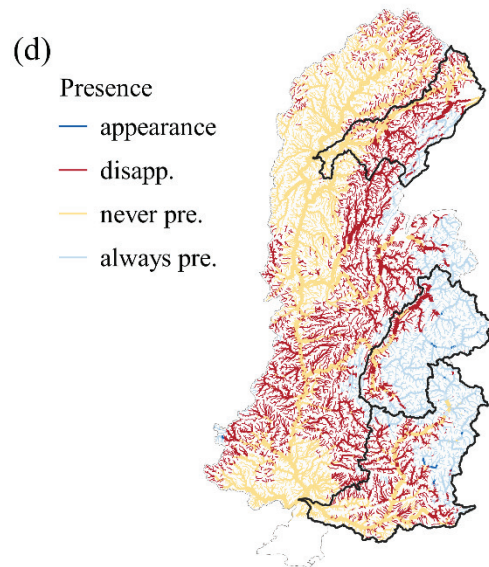 (d)
Presence
appearance
disapp.
never pre.
always pre.